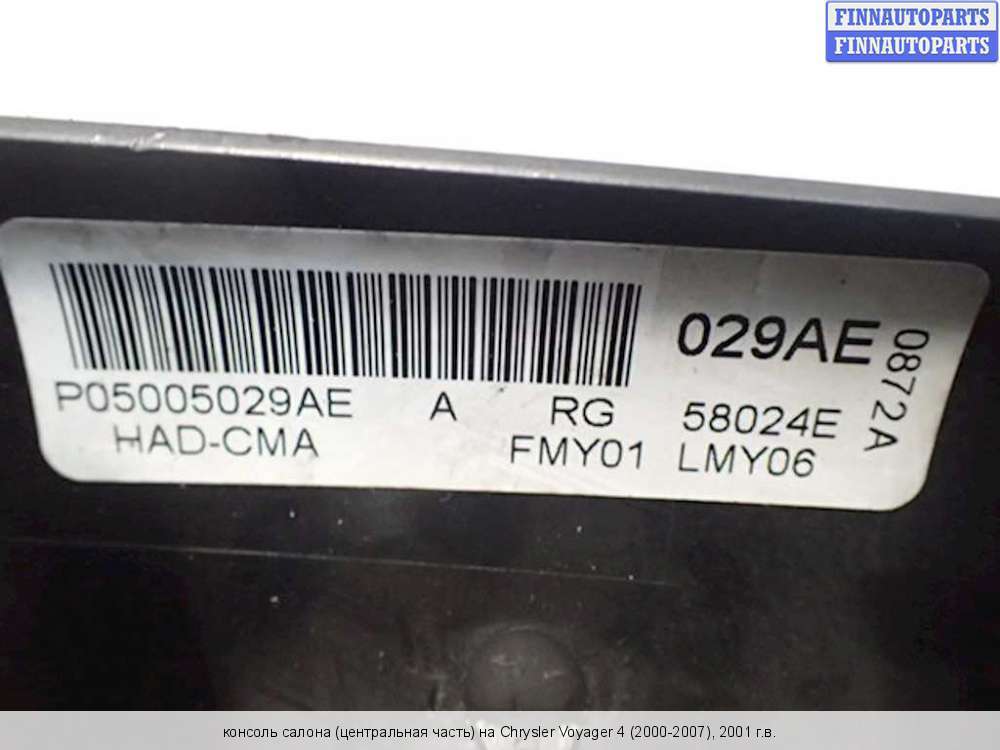 FINNAUTOPARTS
FINNAUTOPARTS
029AE
0872A
P05005029AE A RG 58024E
HAD-CMA FMY01 LMY06
консоль салона (центральная часть) на Chrysler Voyager 4 (2000-2007), 2001 г.в.